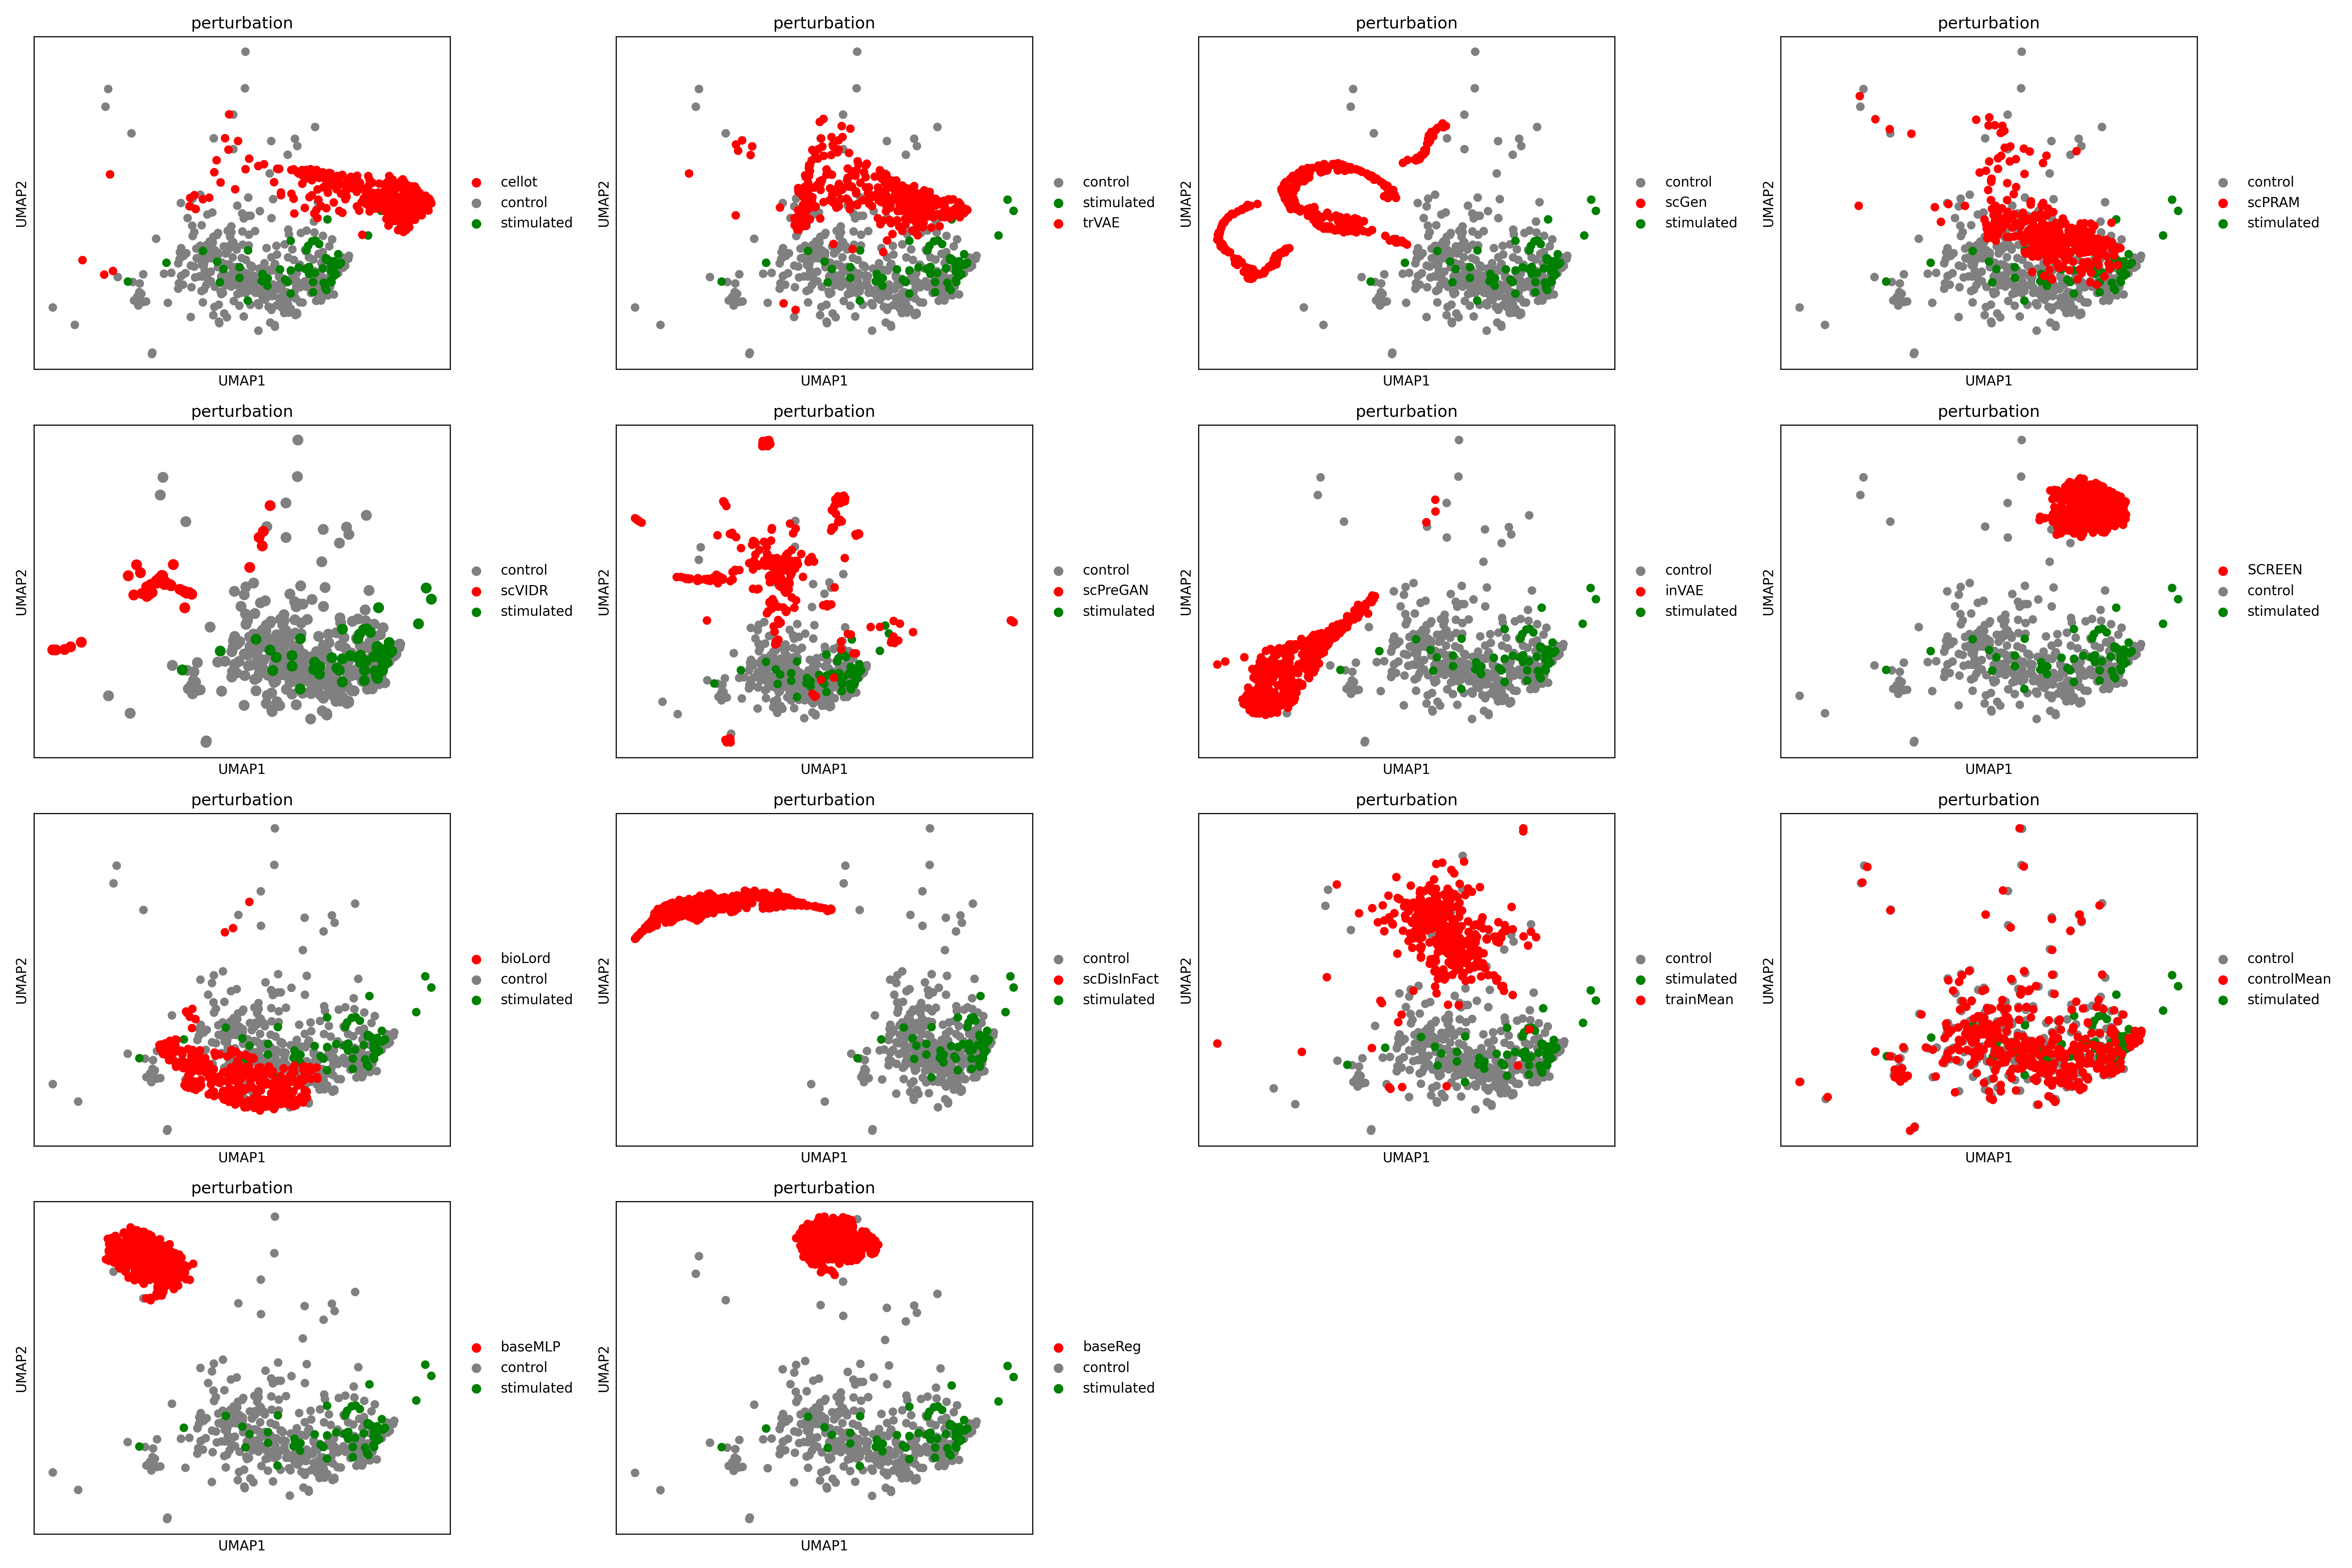 perturbation
UMAP2
cellot
control
stimulated
UMAP1
perturbation
UMAP2
control
stimulated
trVAE
UMAP1
perturbation
UMAP2
control
scGen
stimulated
UMAP1
perturbation
UMAP2
control
scPRAM
stimulated
UMAP1
perturbation
UMAP2
control
scVIDR
stimulated
UMAP1
perturbation
UMAP2
control
scPreGAN
stimulated
UMAP1
perturbation
UMAP2
control
inVAE
stimulated
UMAP1
perturbation
UMAP2
SCREEN
control
stimulated
UMAP1
perturbation
UMAP2
bioLord
control
stimulated
UMAP1
perturbation
UMAP2
control
scDisInFact
stimulated
UMAP1
perturbation
UMAP2
control
stimulated
trainMean
UMAP1
perturbation
UMAP2
control
controlMean
stimulated
UMAP1
perturbation
UMAP2
baseMLP
control
stimulated
UMAP1
perturbation
UMAP2
baseReg
control
stimulated
UMAP1